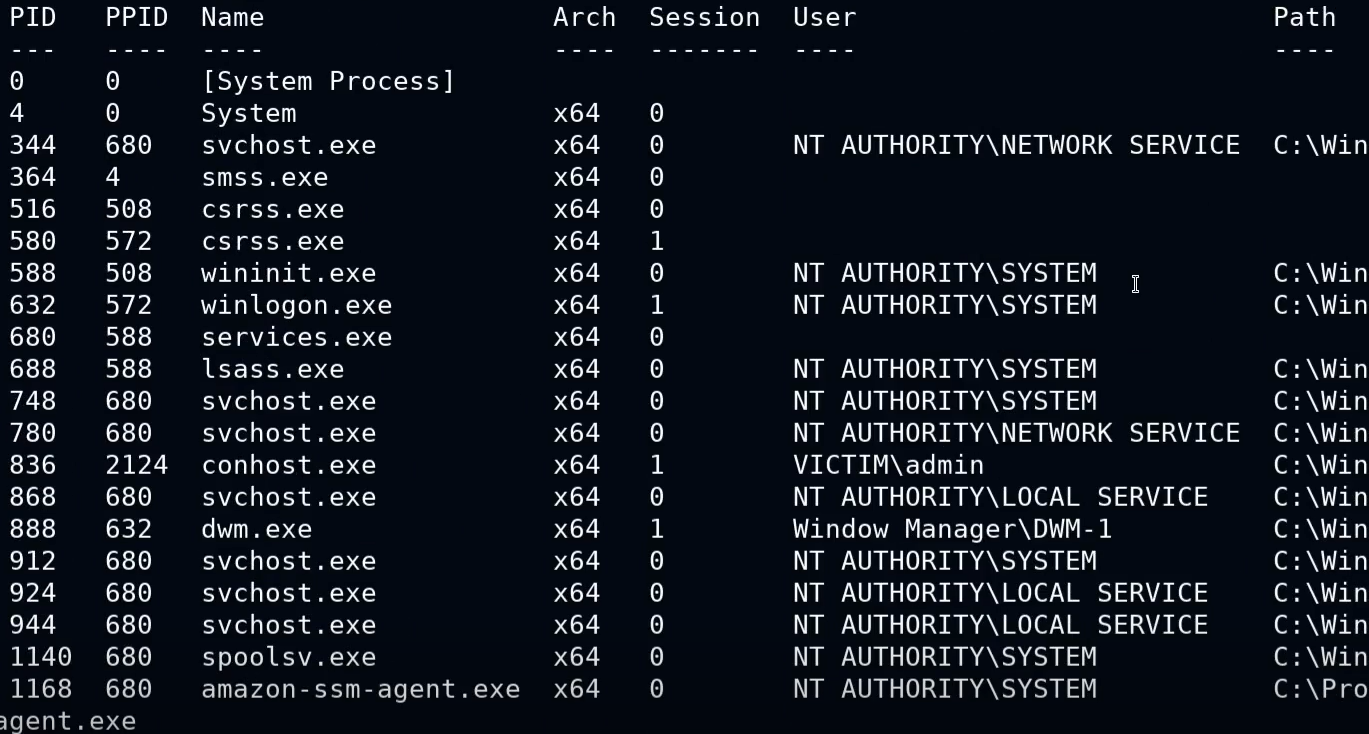 PID   PPID  Name                  Arch  Session  User                          Path
---   ----  ----                  ----  -------  ----                          ----
0     0     [System Process]
4     0     System                x64   0
344   680   svchost.exe           x64   0        NT AUTHORITY\NETWORK SERVICE  C:\Win
364   4     smss.exe              x64   0
516   508   csrss.exe             x64   0
580   572   csrss.exe             x64   1
588   508   wininit.exe           x64   0        NT AUTHORITY\SYSTEM           C:\Win
632   572   winlogon.exe          x64   1        NT AUTHORITY\SYSTEM           C:\Win
680   588   services.exe          x64   0
688   588   lsass.exe             x64   0        NT AUTHORITY\SYSTEM           C:\Win
748   680   svchost.exe           x64   0        NT AUTHORITY\SYSTEM           C:\Win
780   680   svchost.exe           x64   0        NT AUTHORITY\NETWORK SERVICE  C:\Win
836   2124  conhost.exe           x64   1        VICTIM\admin                  C:\Win
868   680   svchost.exe           x64   0        NT AUTHORITY\LOCAL SERVICE    C:\Win
888   632   dwm.exe               x64   1        Window Manager\DWM-1          C:\Win
912   680   svchost.exe           x64   0        NT AUTHORITY\SYSTEM           C:\Win
924   680   svchost.exe           x64   0        NT AUTHORITY\LOCAL SERVICE    C:\Win
944   680   svchost.exe           x64   0        NT AUTHORITY\LOCAL SERVICE    C:\Win
1140  680   spoolsv.exe           x64   0        NT AUTHORITY\SYSTEM           C:\Win
1168  680   amazon-ssm-agent.exe  x64   0        NT AUTHORITY\SYSTEM           C:\Pro
agent.exe